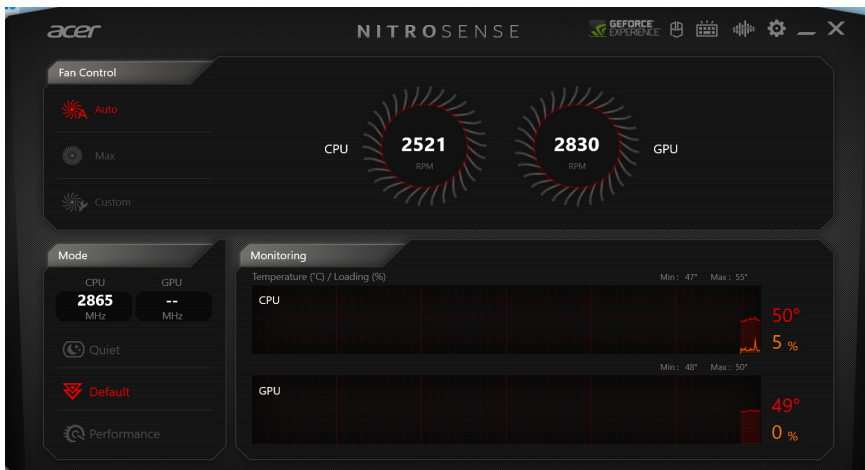 acer
NITROSENSE
GEFORCE
EXPERIENCE
Fan Control
Auto
Max
Custom
CPU
2521
RPM
2830
RPM
GPU
Mode
CPU
GPU
2865
--
MHz
MHz
Quiet
Default
Performance
Monitoring
Temperature (°C) / Loading (%)
Min : 47° Max : 55°
CPU
50°
5 %
Min : 48° Max : 50°
GPU
49°
0 %